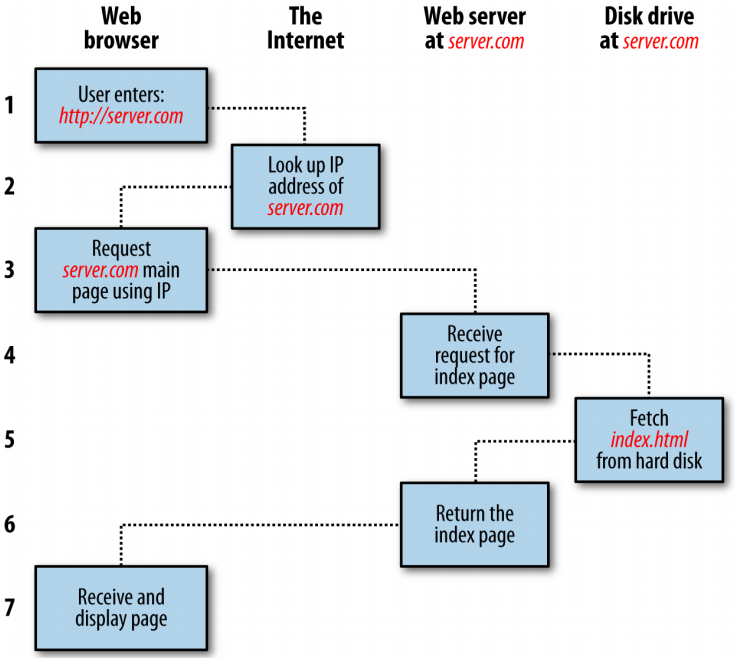 Web
browser
The
Internet
Web server
at server.com
Disk drive
at server.com
1
User enters:
http://server.com
2
Look up IP
address of
server.com
3
Request
server.com main
page using IP
4
Receive
request for
index page
5
Fetch
index.html
from hard disk
6
Return the
index page
7
Receive and
display page